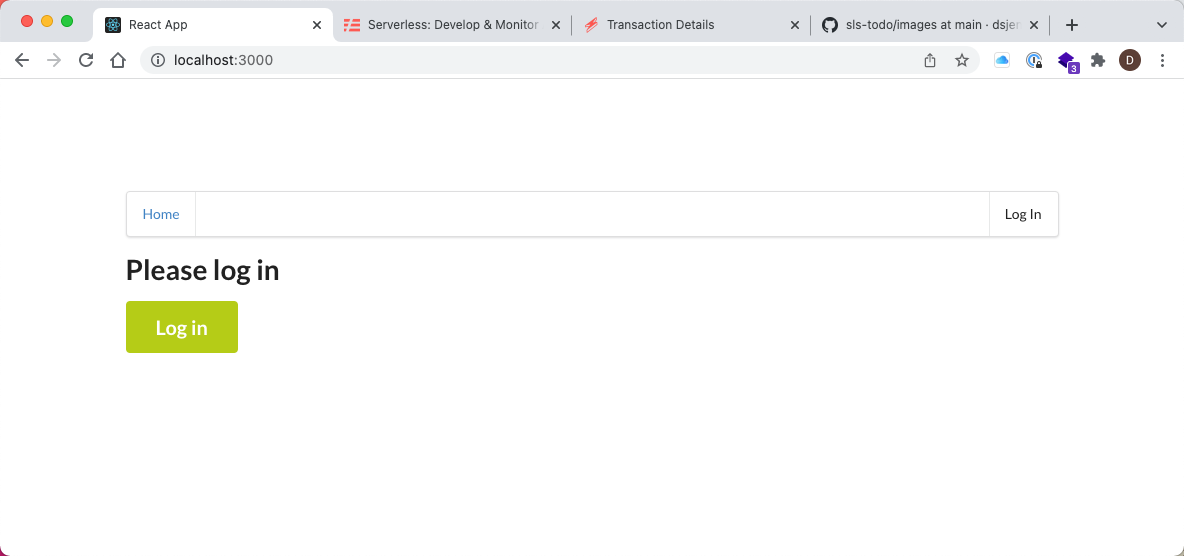 React App
Serverless: Develop & Monitor
Transaction Details
sls-todo/images at main · dsjen
localhost:3000
3
D
Home
Log In
Please log in
Log in